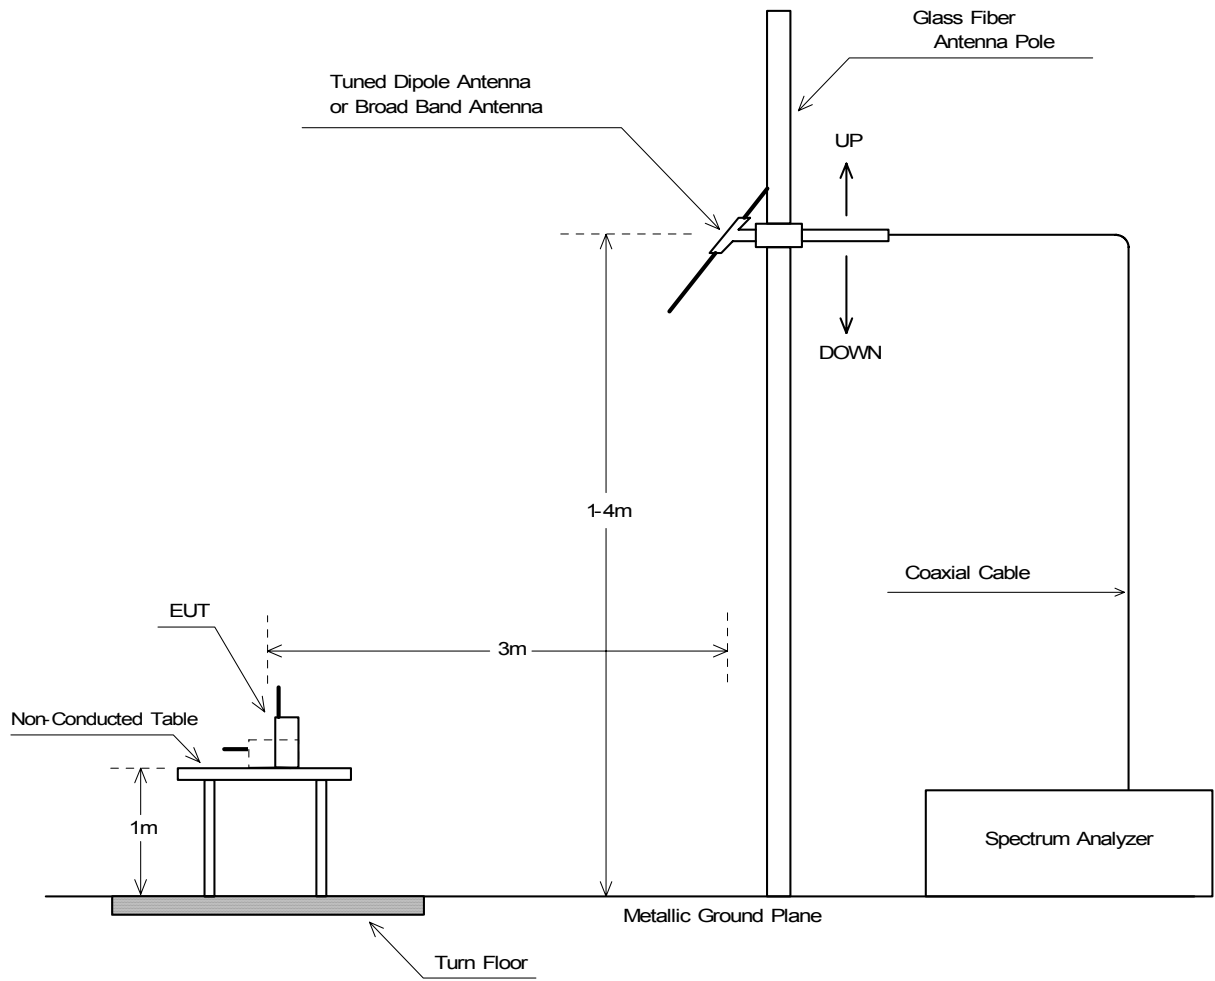 Glass Fiber
Antenna Pole
Tuned Dipole Antenna
or Broad Band Antenna
UP
DOWN
1-4m
Coaxial Cable
EUT
3m
Non-Conducted Table
1m
Spectrum Analyzer
Metallic Ground Plane
Turn Floor